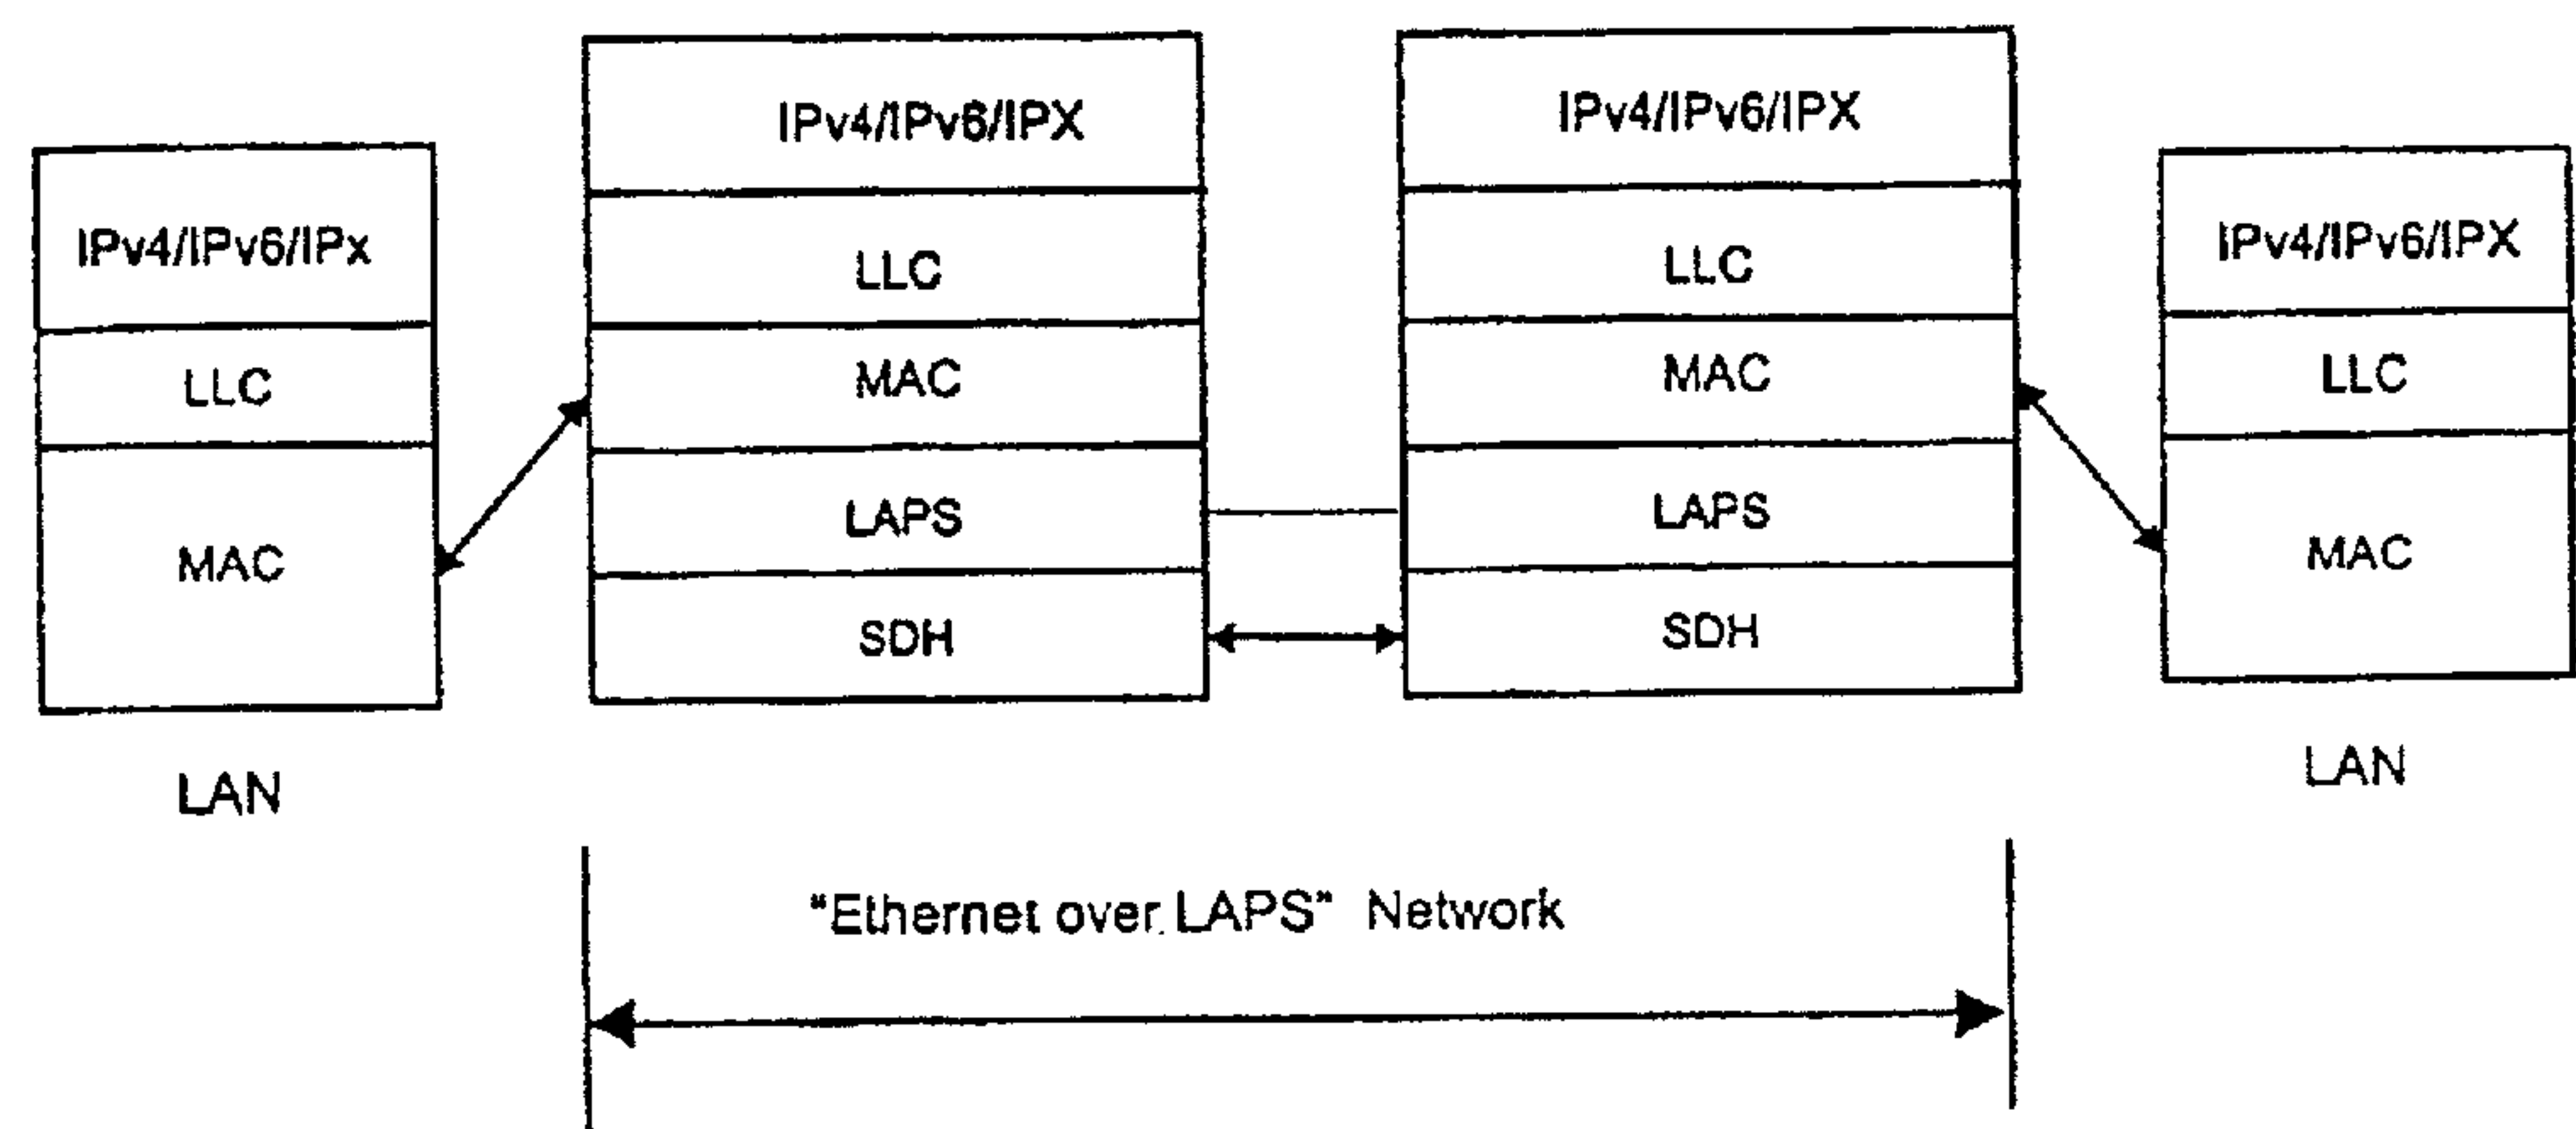 IPv4/IPv6/IPx
LLC
MAC
LAN
IPv4/IPv6/IPX
LLC
MAC
LAPS
SDH
IPv4/IPv6/IPX
LLC
MAC
LAPS
SDH
IPv4/IPv6/IPX
LLC
MAC
LAN
"Ethernet over LAPS" Network